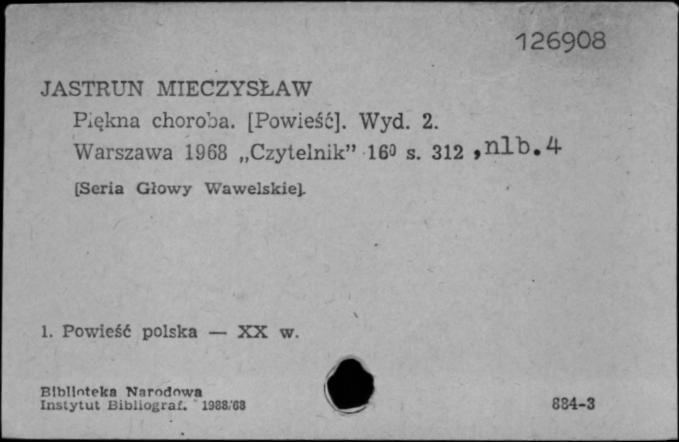 126908
JASTRUN MIECZYSŁAW
Piękna choroba. [Powieść]. Wyd. 2.
Warszawa 1968 „Czytelnik” 16⁰ s. 312 , nlb. 4
[Seria Głowy Wawelskiej].
1. Powieść polska — XX w.
Biblioteka Narodowa
Instytut Bibliograf. 1988/68
884-3